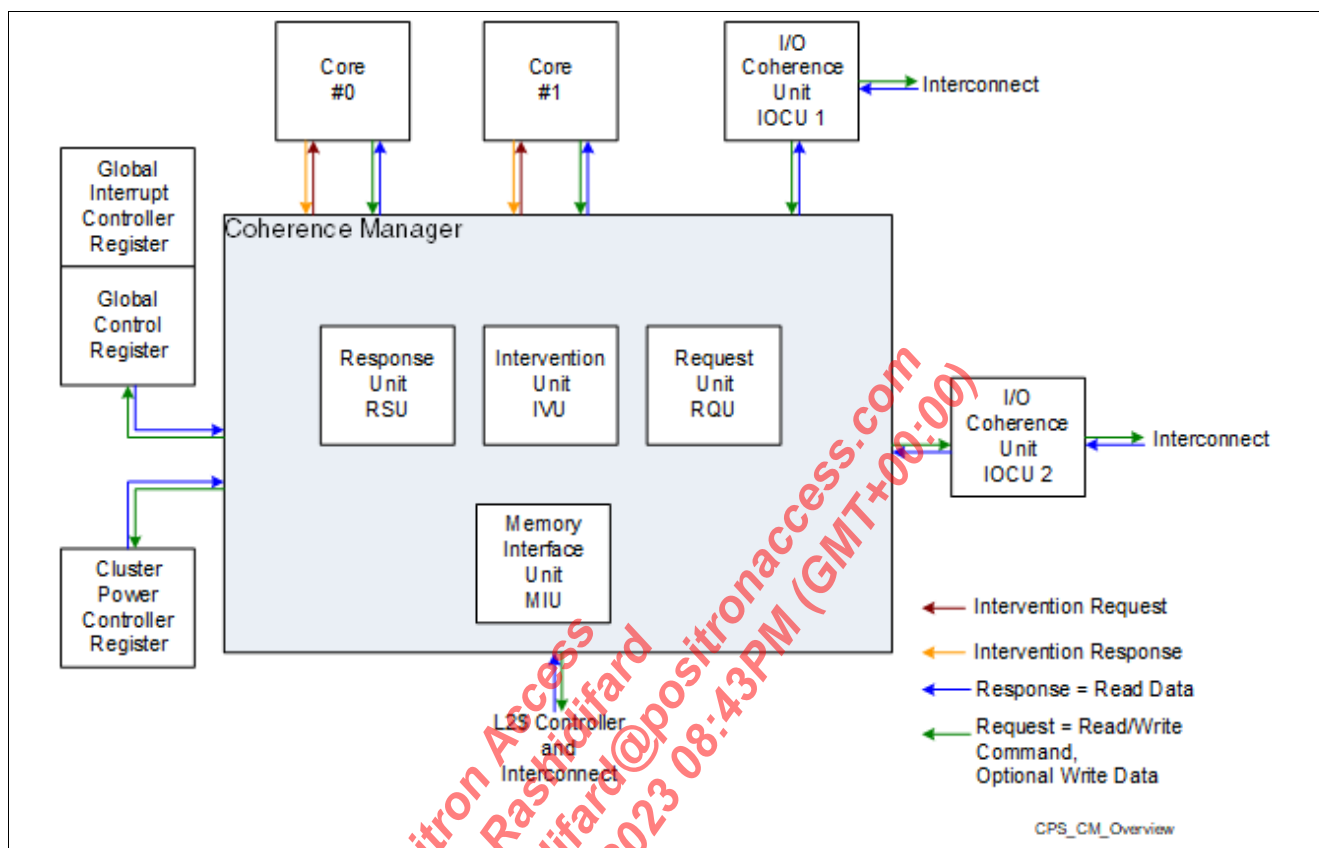 Core
#0
Core
#1
I/O
Coherence
Unit
IOCU 1
Interconnect
Global
Interrupt
Controller
Register
Global
Control
Register
Coherence Manager
Response
Unit
RSU
Intervention
Unit
IVU
Request
Unit
RQU
I/O
Coherence
Unit
IOCU 2
Interconnect
Memory
Interface
Unit
MIU
Cluster
Power
Controller
Register
L2$ Controller
and
Interconnect
Intervention Request
Intervention Response
Response = Read Data
Request = Read/Write
Command,
Optional Write Data
CPS_CM_Overview
Access
Rashidifard
@positronaccess.com
2023 08:43PM (GMT+00:00)